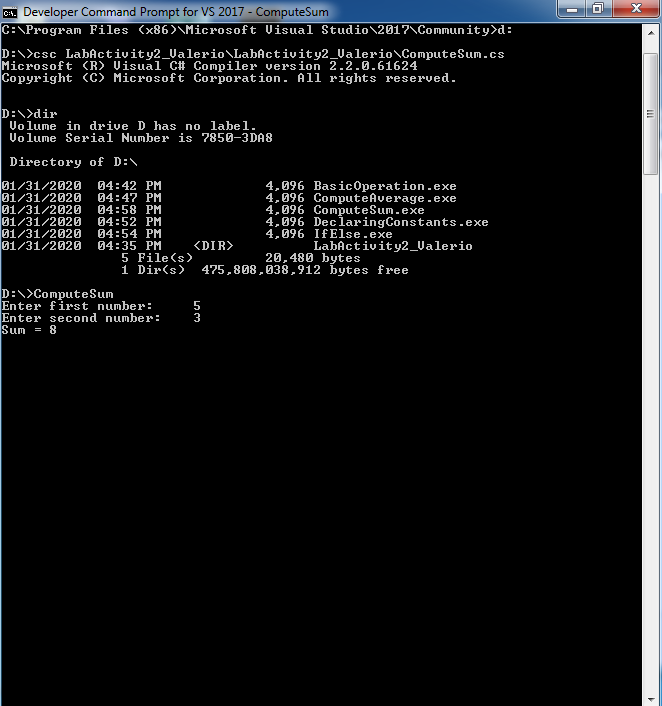 Developer Command Prompt for VS 2017 - ComputeSum
C:\Program Files (x86)\Microsoft Visual Studio\2017\Community>d:
D:\>csc LabActivity2_Valerio\LabActivity2_Valerio\ComputeSum.cs
Microsoft (R) Visual C# Compiler version 2.2.0.61624
Copyright (C) Microsoft Corporation. All rights reserved.
D:\>dir
Volume in drive D has no label.
Volume Serial Number is 7850-3DA8
Directory of D:\
01/31/2020 04:42 PM 4,096 BasicOperation.exe
01/31/2020 04:47 PM 4,096 ComputeAverage.exe
01/31/2020 04:58 PM 4,096 ComputeSum.exe
01/31/2020 04:52 PM 4,096 DeclaringConstants.exe
01/31/2020 04:54 PM 4,096 IfElse.exe
01/31/2020 04:35 PM <DIR> LabActivity2_Valerio
5 File(s) 20,480 bytes
1 Dir(s) 475,808,038,912 bytes free
D:\>ComputeSum
Enter first number: 5
Enter second number: 3
Sum = 8